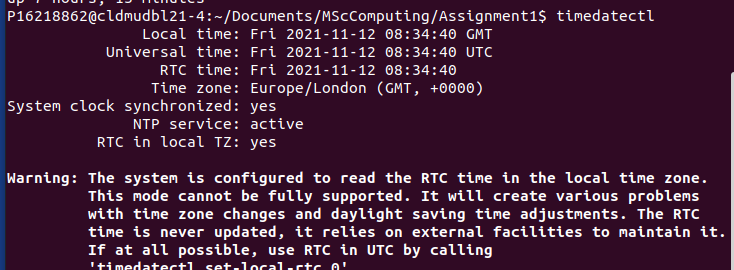 up 7 hours, 15 minutes
P16218862@cldmudbl21-4:~/Documents/MScComputing/Assignment1$ timedatectl
Local time: Fri 2021-11-12 08:34:40 GMT
Universal time: Fri 2021-11-12 08:34:40 UTC
RTC time: Fri 2021-11-12 08:34:40
Time zone: Europe/London (GMT, +0000)
System clock synchronized: yes
NTP service: active
RTC in local TZ: yes
Warning: The system is configured to read the RTC time in the local time zone.
This mode cannot be fully supported. It will create various problems
with time zone changes and daylight saving time adjustments. The RTC
time is never updated, it relies on external facilities to maintain it.
If at all possible, use RTC in UTC by calling
'timedatectl set-local-rtc 0'